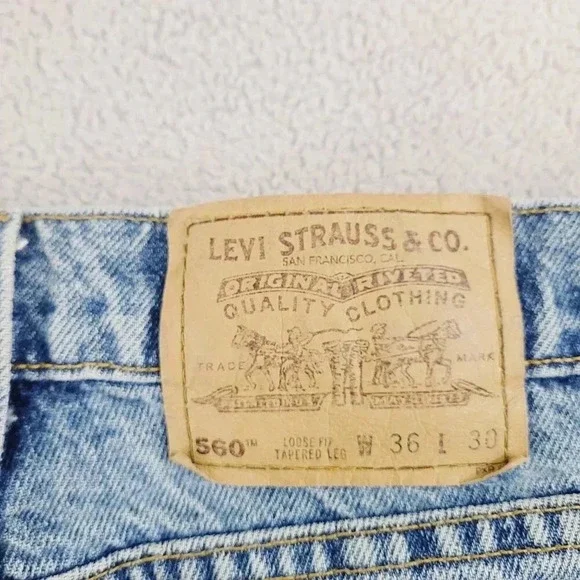 LEVI STRAUSS & CO.
SAN FRANCISCO, CAL.
ORIGINAL RIVETED
QUALITY CLOTHING
TRADE MARK
560™ LOOSE FIT W 36 L 30
TAPERED LEG